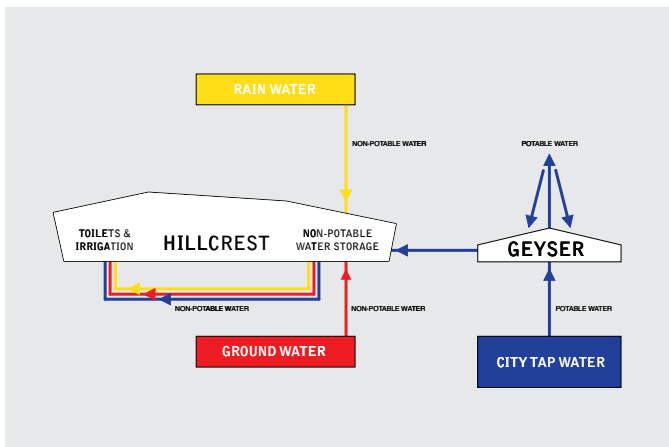 RAIN WATER
NON-POTABLE WATER
POTABLE WATER
TOILETS &
IRRIGATION
HILLCREST
NON-POTABLE
WATER STORAGE
GEYSER
NON-POTABLE WATER
NON-POTABLE WATER
POTABLE WATER
GROUND WATER
CITY TAP WATER